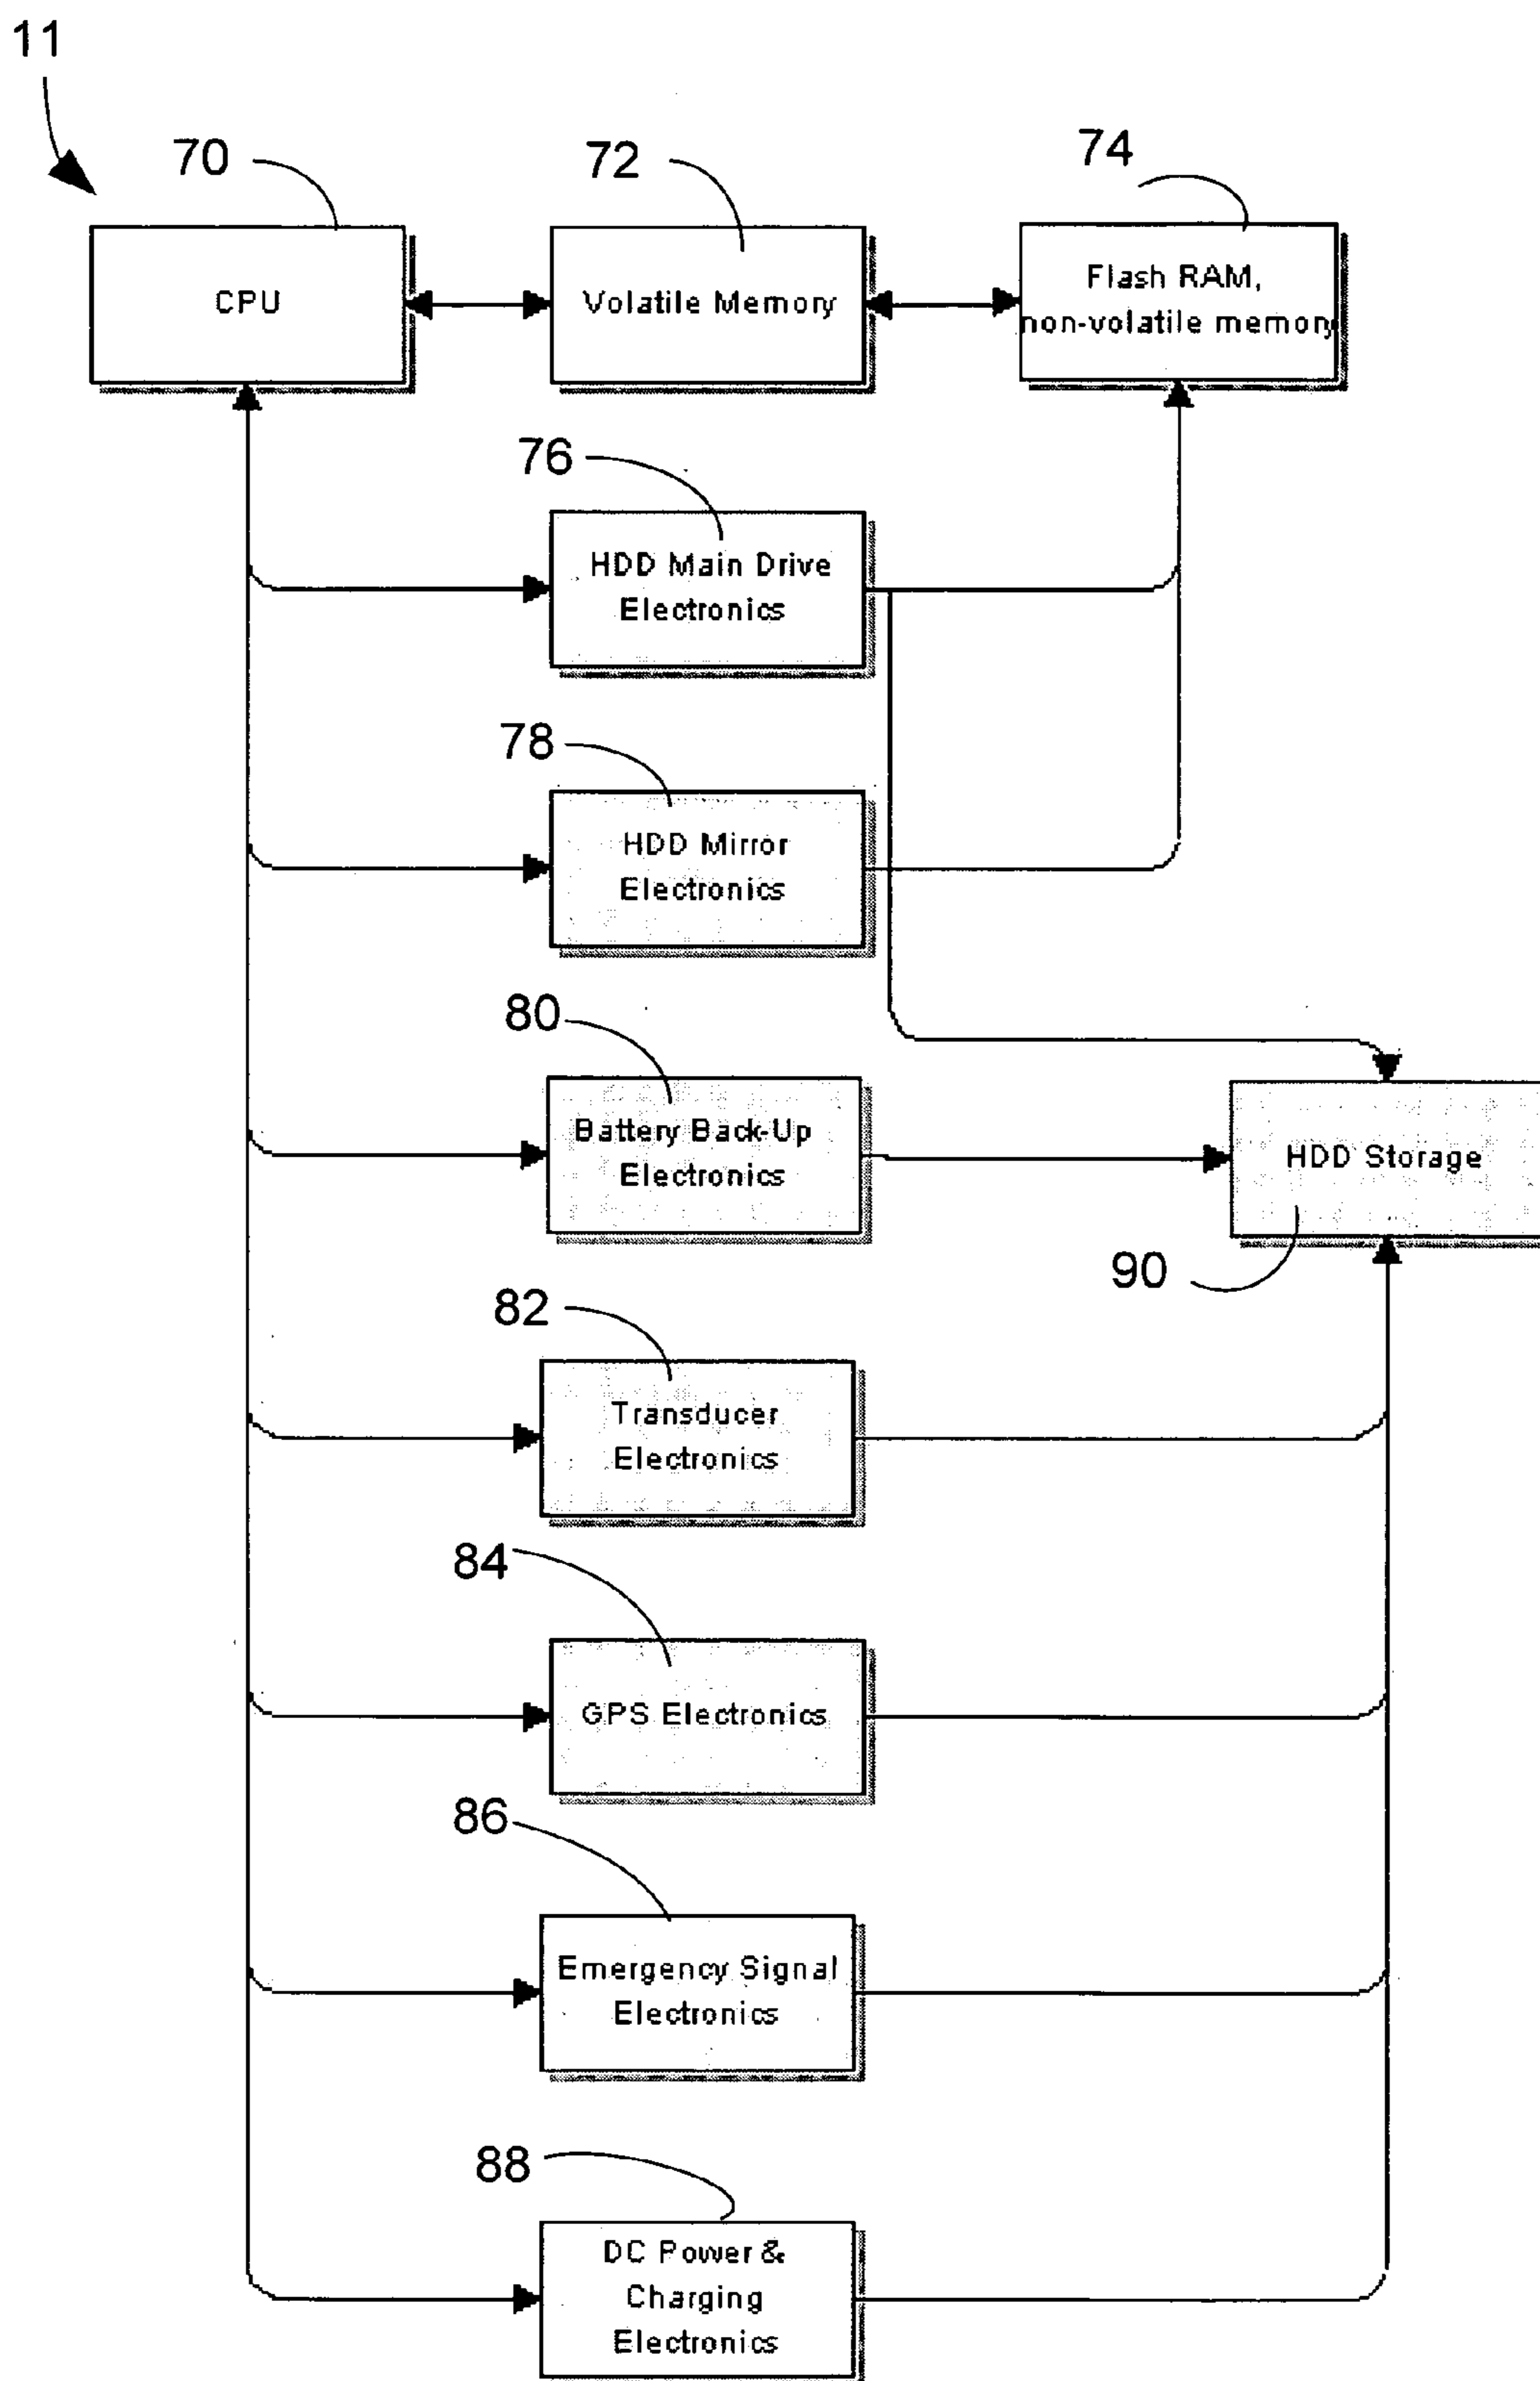 11
70
72
74
CPU
Volatile Memory
Flash RAM,
non-volatile memory
76
HDD Main Drive
Electronics
78
HDD Mirror
Electronics
80
Battery Back-Up
Electronics
HDD Storage
90
82
Transducer
Electronics
84
GPS Electronics
86
Emergency Signal
Electronics
88
DC Power &
Charging
Electronics